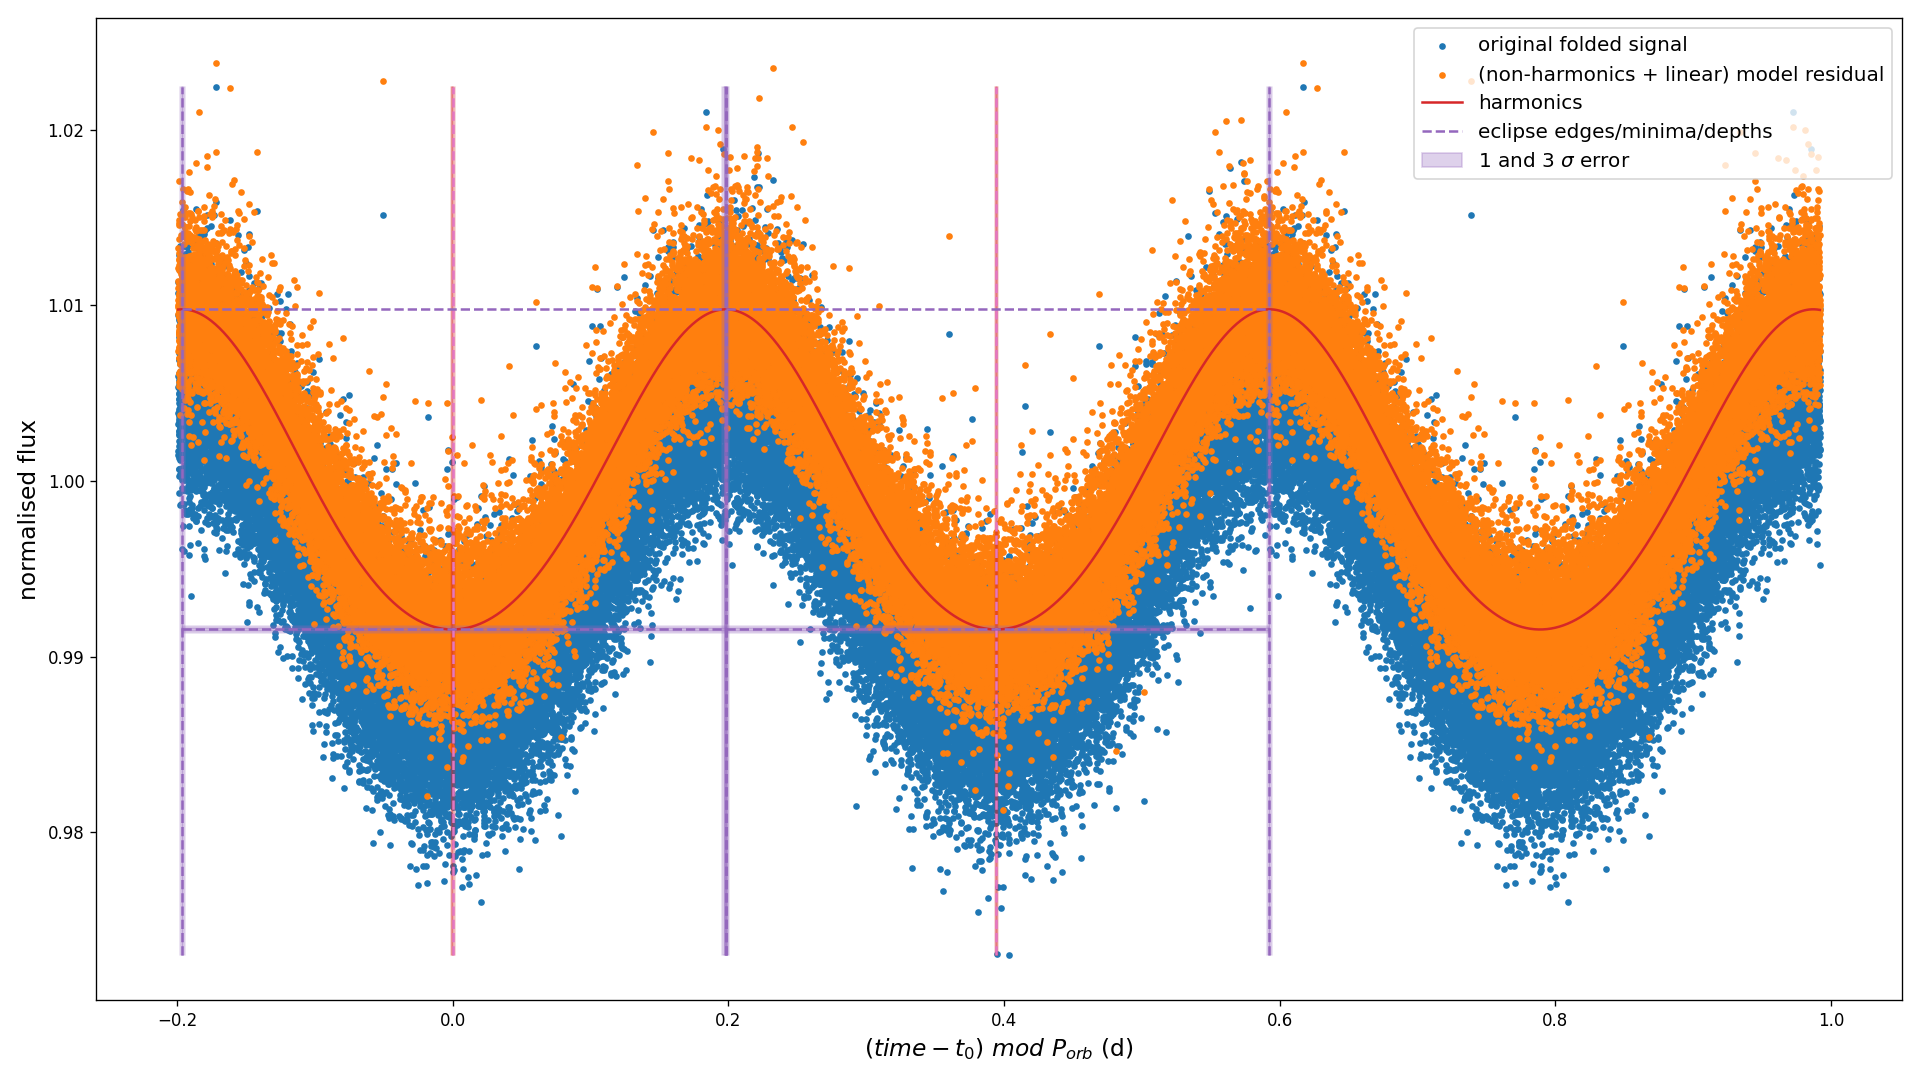 original folded signal
(non-harmonics + linear) model residual
harmonics
eclipse edges/minima/depths
1 and 3 σ error
normalised flux
1.02
1.01
1.00
0.99
0.98
−0.2 0.0 0.2 0.4 0.6 0.8 1.0
(time − t₀) mod Pₒᵣ♭ (d)